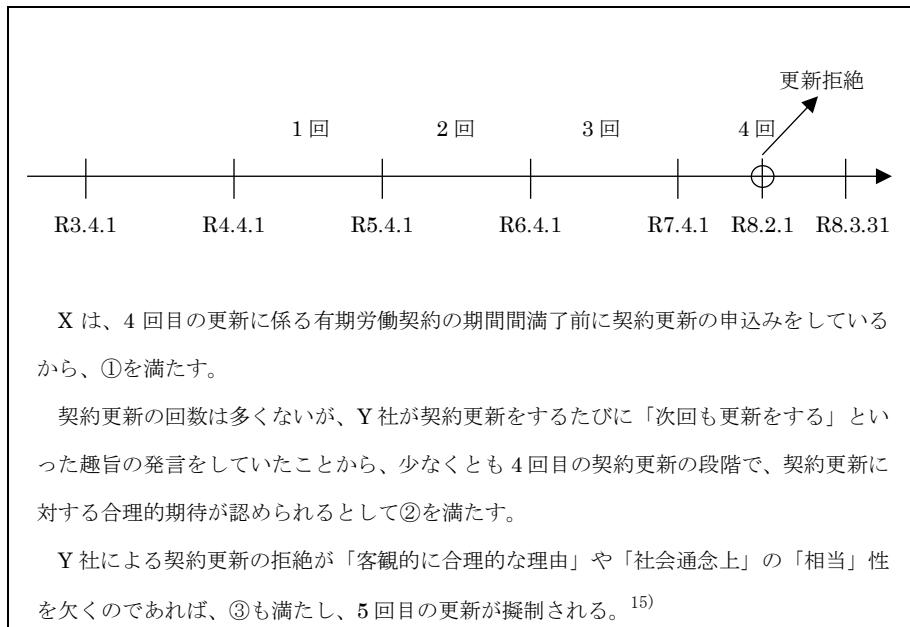 更新拒絶
1回 2回 3回 4回
R3.4.1 R4.4.1 R5.4.1 R6.4.1 R7.4.1 R8.2.1 R8.3.31
X は、4 回目の更新に係る有期労働契約の期間間満了前に契約更新の申込みをしている
から、①を満たす。
契約更新の回数は多くないが、Y 社が契約更新をするたびに「次回も更新をする」とい
った趣旨の発言をしていたことから、少なくとも 4 回目の契約更新の段階で、契約更新に
対する合理的期待が認められるとして②を満たす。
Y 社による契約更新の拒絶が「客観的に合理的な理由」や「社会通念上」の「相当」性
を欠くのであれば、③も満たし、5 回目の更新が擬制される。15)